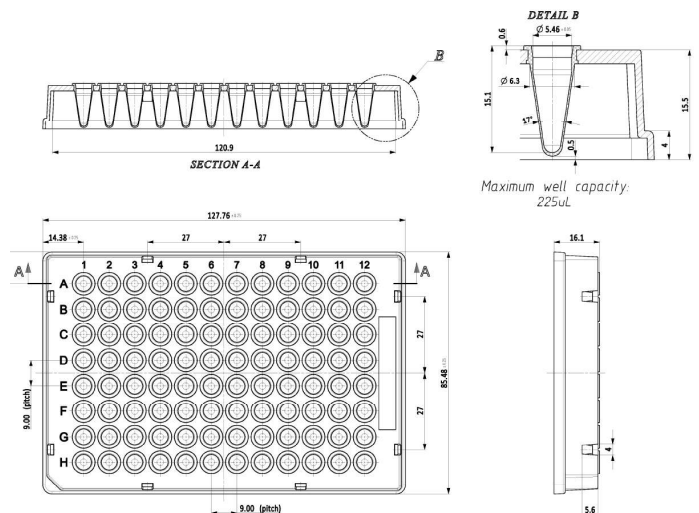 DETAIL B
0.6
Ø 5.46
B
Ø 6.3
15.1
17°
0.5
4
15.5
120.9
SECTION A-A
Maximum well capacity:
225uL
127.76
14.38
27
27
16.1
A
A
1 2 3 4 5 6 7 8 9 10 11 12
A
B
C
D
E
F
G
H
27
27
85.48
9.00 (pitch)
9.00 (pitch)
4
5.6